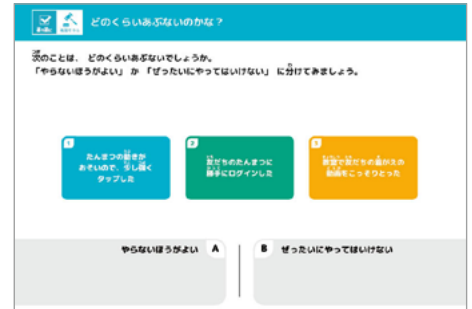 どのくらいあぶないのかな？
次のことは、どのくらいあぶないでしょうか。
「やらないほうがよい」か「ぜったいにやってはいけない」に分けてみましょう。
1
たんまつの動きが
おそいので、少し強く
タップした
2
友だちのたんまつに
勝手にログインした
3
教室で友だちの着がえの
動画をこっそりとった
やらないほうがよい A
B ぜったいにやってはいけない